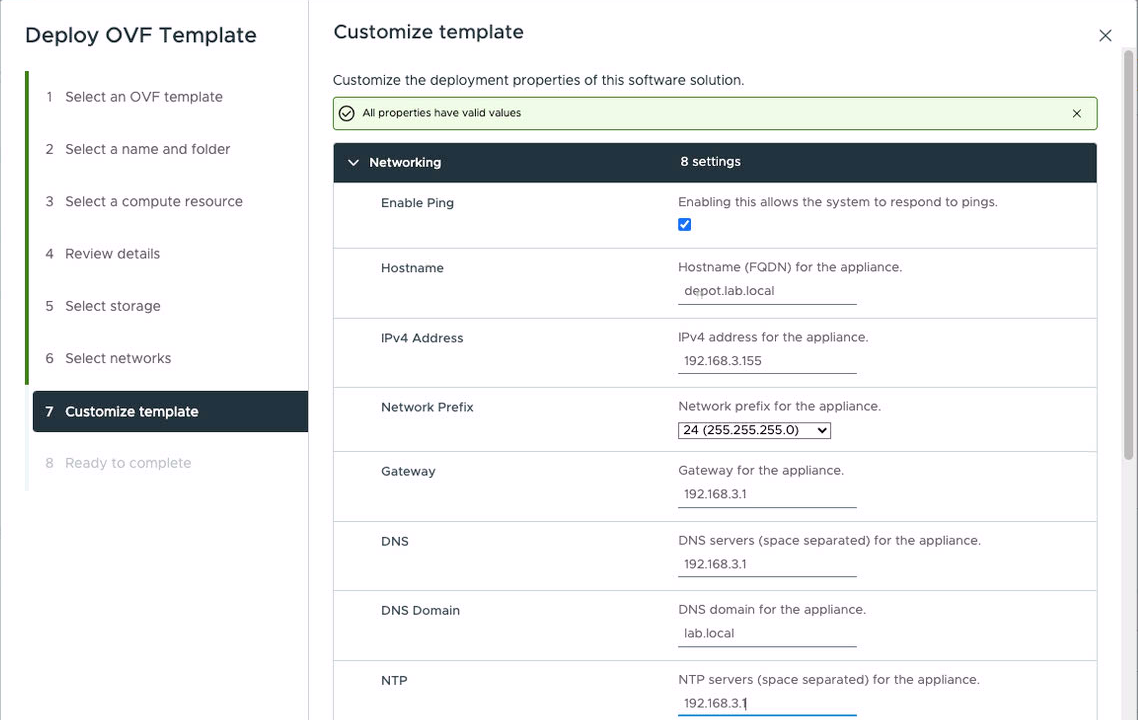 Deploy OVF Template
1 Select an OVF template
2 Select a name and folder
3 Select a compute resource
4 Review details
5 Select storage
6 Select networks
7 Customize template
8 Ready to complete
Customize template
Customize the deployment properties of this software solution.
All properties have valid values
Networking 8 settings
Enable Ping Enabling this allows the system to respond to pings.
Hostname Hostname (FQDN) for the appliance.
depot.lab.local
IPv4 Address IPv4 address for the appliance.
192.168.3.155
Network Prefix Network prefix for the appliance.
24 (255.255.255.0)
Gateway Gateway for the appliance.
192.168.3.1
DNS DNS servers (space separated) for the appliance.
192.168.3.1
DNS Domain DNS domain for the appliance.
lab.local
NTP NTP servers (space separated) for the appliance.
192.168.3.1